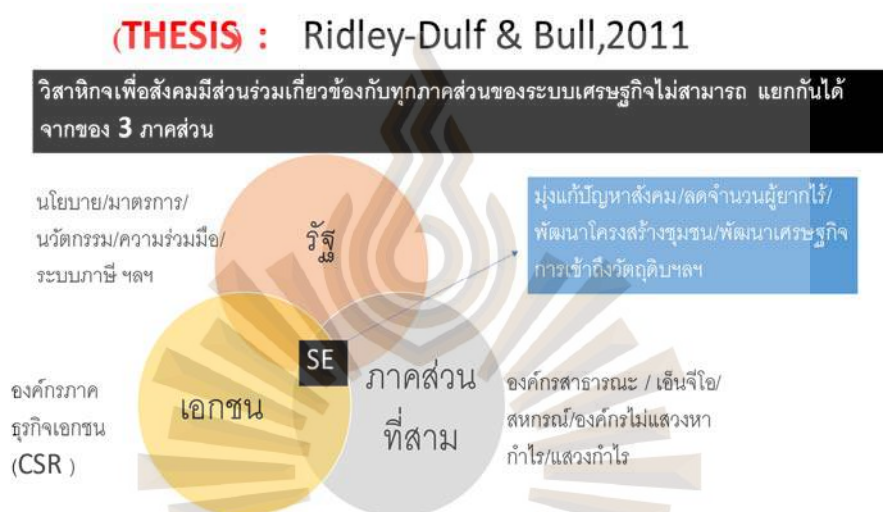 (THESIS) : Ridley-Dulf & Bull,2011
วิสาหิกจเพื่อสังคมมีส่วนร่วมเกี่ยวข้องกับทุกภาคส่วนของระบบเศรษฐกิจไม่สามารถ แยกกันได้
จากของ 3 ภาคส่วน
นโยบาย/มาตรการ/
นวัตกรรม/ความร่วมมือ/
ระบบภาษี ฯลฯ
รัฐ
มุ่งแก้ปัญหาสังคม/ลดจำนวนผู้ยากไร้/
พัฒนาโครงสร้างชุมชน/พัฒนาเศรษฐกิจ
การเข้าถึงวัตถุดิบฯลฯ
SE
องค์กรภาค
ธุรกิจเอกชน
(CSR )
เอกชน
ภาคส่วน
ที่สาม
องค์กรสาธารณะ / เอ็นจีโอ/
สหกรณ์/องค์กรไม่แสวงหา
กำไร/แสวงกำไร